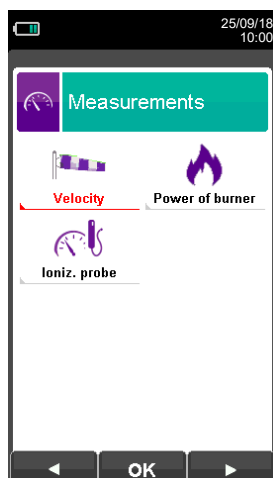 25/09/18
10:00
Measurements
Velocity
Power of burner
Ioniz. probe
OK